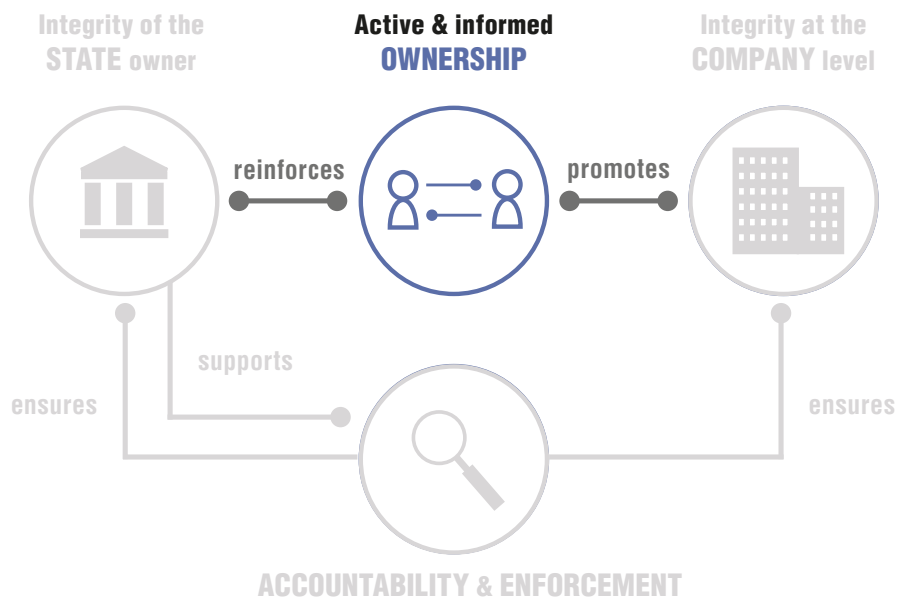 Integrity of the
STATE owner
Active & informed
OWNERSHIP
Integrity at the
COMPANY level
reinforces
promotes
supports
ensures
ensures
ACCOUNTABILITY & ENFORCEMENT